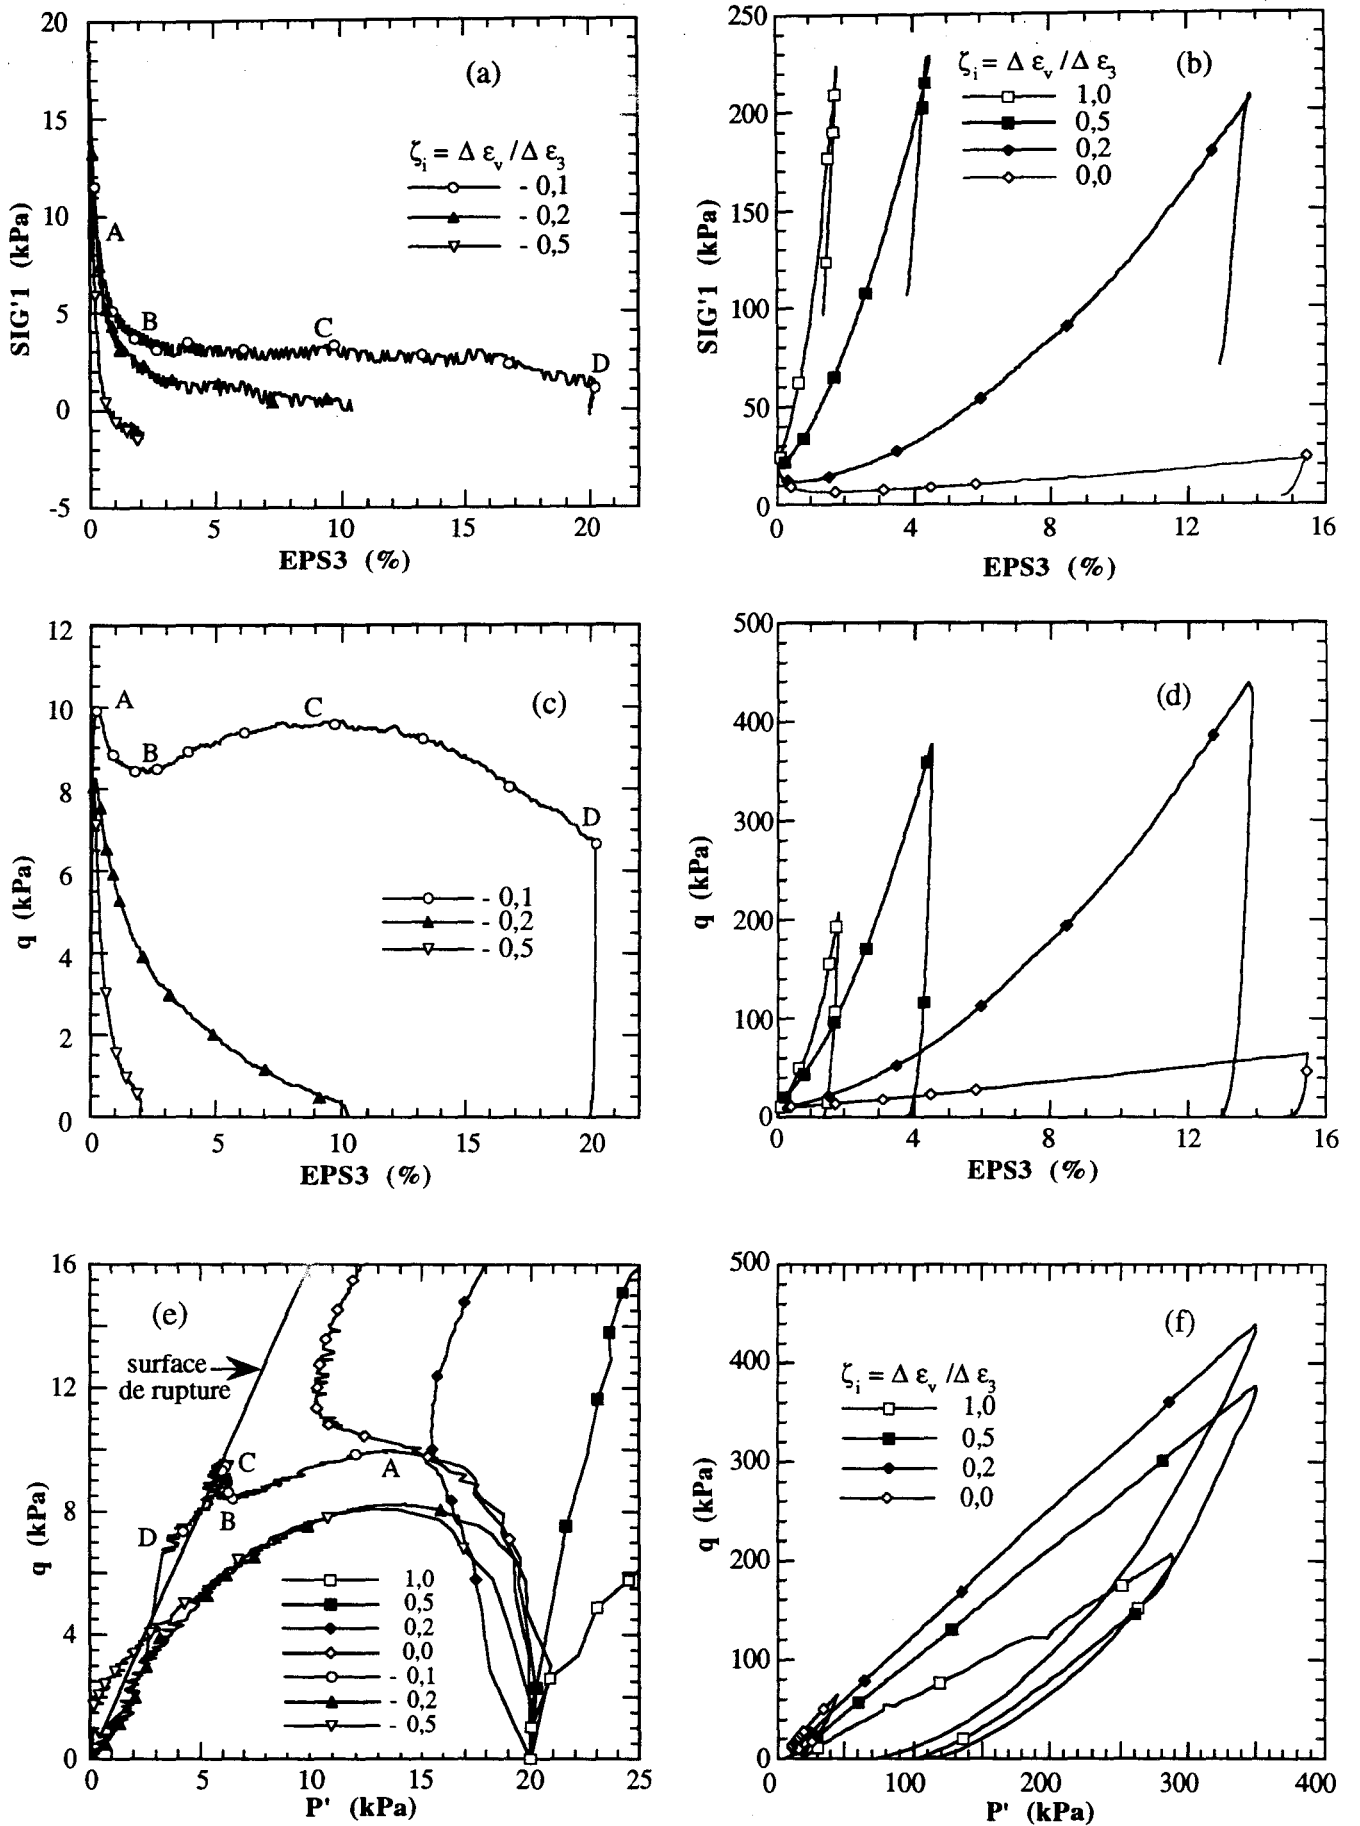 (a)
ζi = Δ εv / Δ ε3
- 0,1
- 0,2
- 0,5
A
B
C
D
20
15
10
5
0
-5
SIG'1 (kPa)
0 5 10 15 20
EPS3 (%)
(b)
ζi = Δ εv / Δ ε3
1,0
0,5
0,2
0,0
250
200
150
100
50
0
SIG'1 (kPa)
0 4 8 12 16
EPS3 (%)
(c)
A
B
C
D
- 0,1
- 0,2
- 0,5
12
10
8
6
4
2
0
q (kPa)
0 5 10 15 20
EPS3 (%)
(d)
500
400
300
200
100
0
q (kPa)
0 4 8 12 16
EPS3 (%)
(e)
surface
de rupture
C
A
B
D
1,0
0,5
0,2
0,0
- 0,1
- 0,2
- 0,5
16
12
8
4
0
q (kPa)
0 5 10 15 20 25
P' (kPa)
(f)
ζi = Δ εv / Δ ε3
1,0
0,5
0,2
0,0
500
400
300
200
100
0
q (kPa)
0 100 200 300 400
P' (kPa)